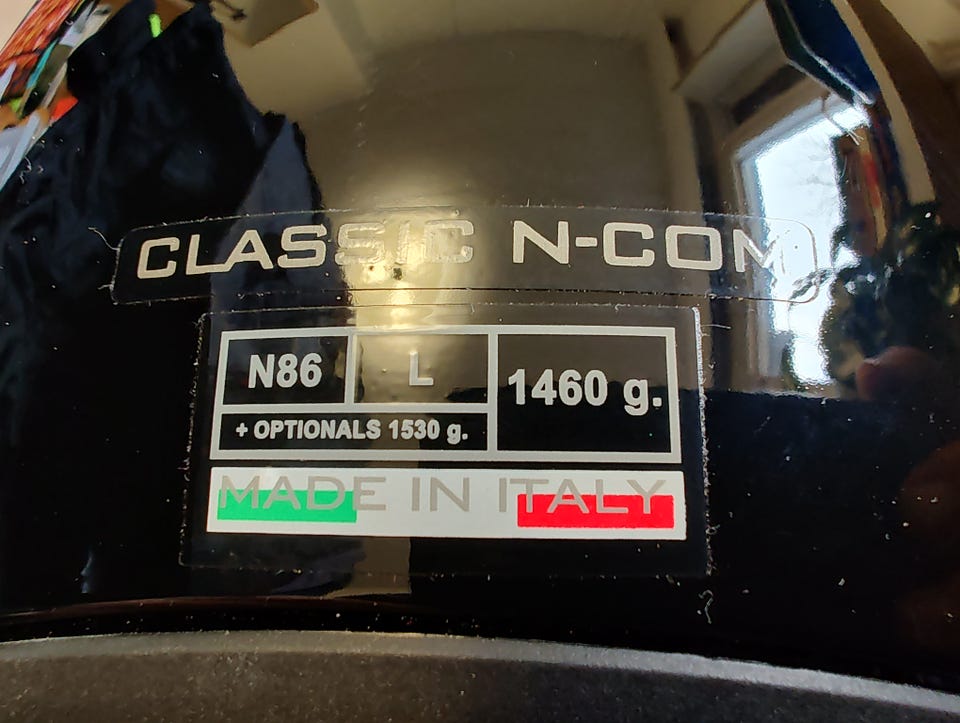 CLASSIC N-COM
N86 L 1460 g.
+ OPTIONALS 1530 g.
MADE IN ITALY